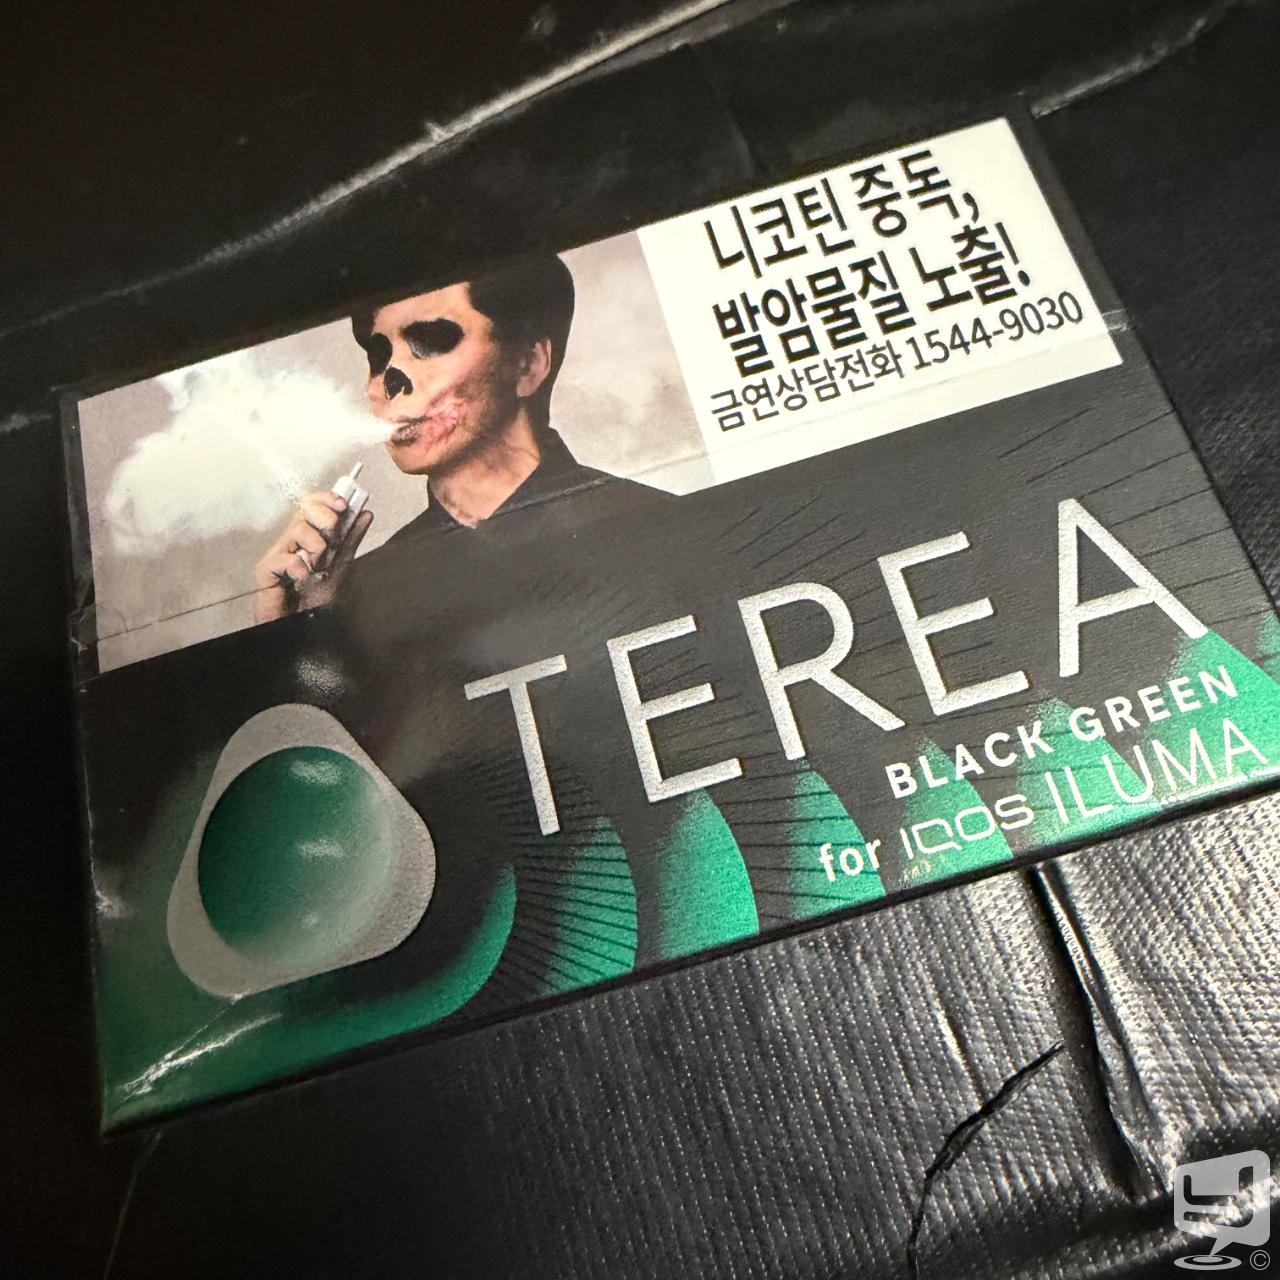 니코틴 중독,
발암물질 노출!
금연상담전화 1544-9030
TEREA
BLACK GREEN
for IQOS ILUMA
©